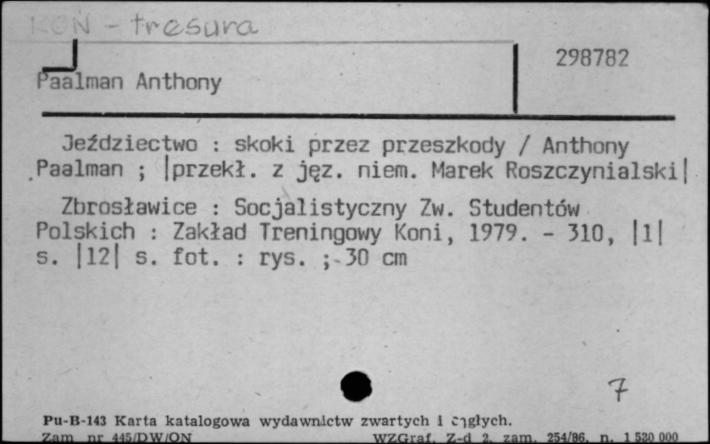 KOŃ - tresura
298782
Paalman Anthony
Jeździectwo : skoki przez przeszkody / Anthony
Paalman ; |przekł. z jęz. niem. Marek Roszczynialski|
Zbrosławice : Socjalistyczny Zw. Studentów
Polskich : Zakład Treningowy Koni, 1979. - 310, |1|
s. |12| s. fot. : rys. ; 30 cm
7
Pu-B-143 Karta katalogowa wydawnictw zwartych i ciągłych.
Zam. nr 445/DW/ON WZGraf. Z-d 2. zam. 254/86. n. 1 530 000